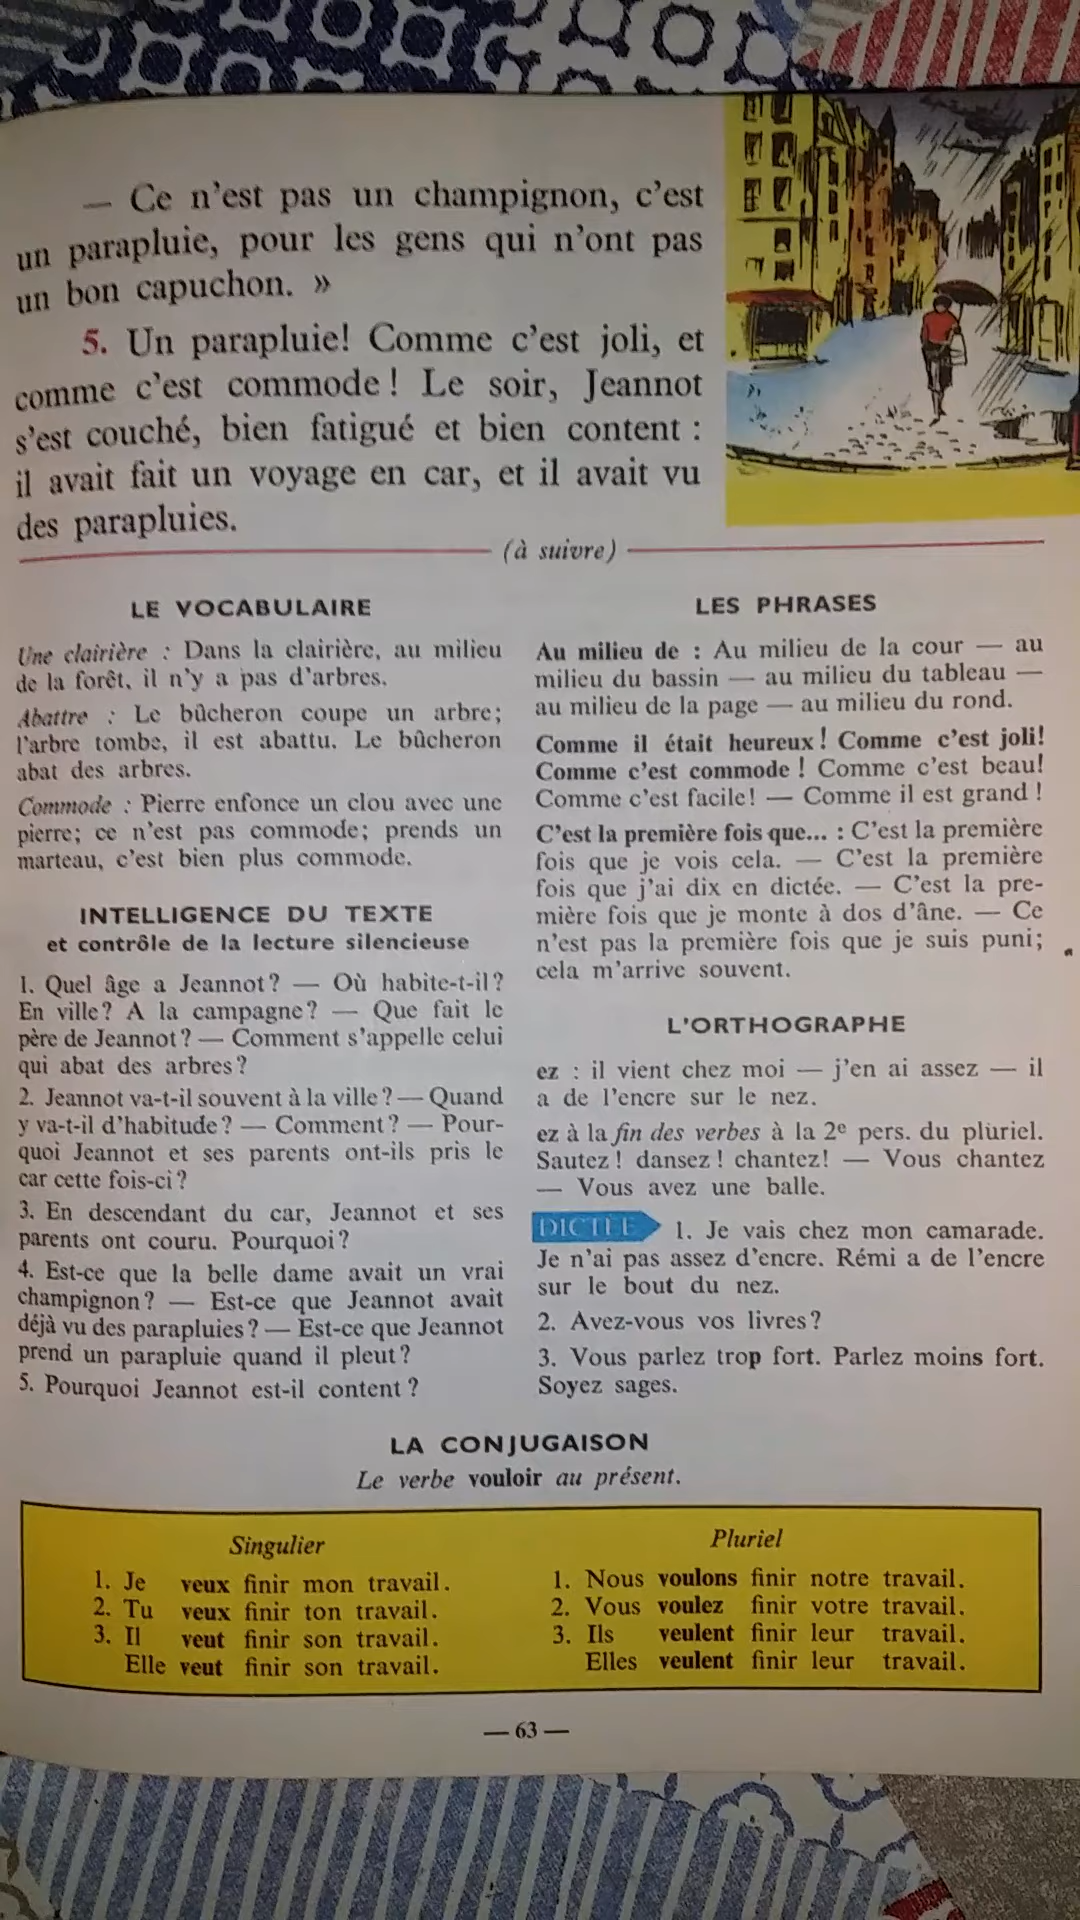 — Ce n'est pas un champignon, c'est
un parapluie, pour les gens qui n'ont pas
un bon capuchon. »
5. Un parapluie! Comme c'est joli, et
comme c'est commode! Le soir, Jeannot
s'est couché, bien fatigué et bien content :
il avait fait un voyage en car, et il avait vu
des parapluies.
(à suivre)
LE VOCABULAIRE
Une clairière : Dans la clairière, au milieu
de la forêt, il n'y a pas d'arbres.
Abattre : Le bûcheron coupe un arbre;
l'arbre tombe, il est abattu. Le bûcheron
abat des arbres.
Commode : Pierre enfonce un clou avec une
pierre; ce n'est pas commode; prends un
marteau, c'est bien plus commode.
INTELLIGENCE DU TEXTE
et contrôle de la lecture silencieuse
1. Quel âge a Jeannot? — Où habite-t-il?
En ville? A la campagne? — Que fait le
père de Jeannot? — Comment s'appelle celui
qui abat des arbres?
2. Jeannot va-t-il souvent à la ville? — Quand
y va-t-il d'habitude? — Comment? — Pour-
quoi Jeannot et ses parents ont-ils pris le
car cette fois-ci?
3. En descendant du car, Jeannot et ses
parents ont couru. Pourquoi?
4. Est-ce que la belle dame avait un vrai
champignon? — Est-ce que Jeannot avait
déjà vu des parapluies? — Est-ce que Jeannot
prend un parapluie quand il pleut?
5. Pourquoi Jeannot est-il content?
LES PHRASES
Au milieu de : Au milieu de la cour — au
milieu du bassin — au milieu du tableau —
au milieu de la page — au milieu du rond.
Comme il était heureux! Comme c'est joli!
Comme c'est commode! Comme c'est beau!
Comme c'est facile! — Comme il est grand!
C'est la première fois que... : C'est la première
fois que je vois cela. — C'est la première
fois que j'ai dix en dictée. — C'est la pre-
mière fois que je monte à dos d'âne. — Ce
n'est pas la première fois que je suis puni;
cela m'arrive souvent.
L'ORTHOGRAPHE
ez : il vient chez moi — j'en ai assez — il
a de l'encre sur le nez.
ez à la fin des verbes à la 2e pers. du pluriel.
Sautez! dansez! chantez! — Vous chantez
— Vous avez une balle.
DICTÉE 1. Je vais chez mon camarade.
Je n'ai pas assez d'encre. Rémi a de l'encre
sur le bout du nez.
2. Avez-vous vos livres?
3. Vous parlez trop fort. Parlez moins fort.
Soyez sages.
LA CONJUGAISON
Le verbe vouloir au présent.
Singulier
1. Je veux finir mon travail.
2. Tu veux finir ton travail.
3. Il veut finir son travail.
Elle veut finir son travail.
Pluriel
1. Nous voulons finir notre travail.
2. Vous voulez finir votre travail.
3. Ils veulent finir leur travail.
Elles veulent finir leur travail.
— 63 —